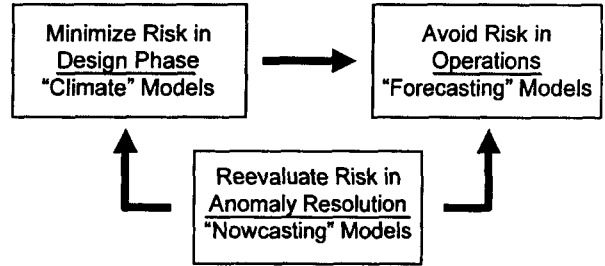 Minimize Risk in
Design Phase
“Climate” Models
Avoid Risk in
Operations
“Forecasting” Models
Reevaluate Risk in
Anomaly Resolution
“Nowcasting” Models